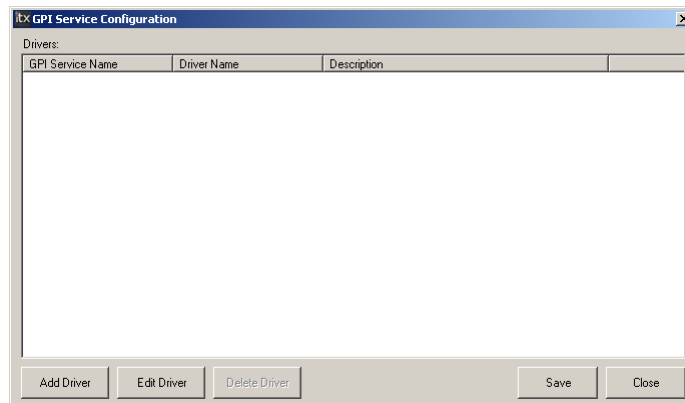 itx GPI Service Configuration
Drivers:
GPI Service Name Driver Name Description
Add Driver Edit Driver Delete Driver Save Close